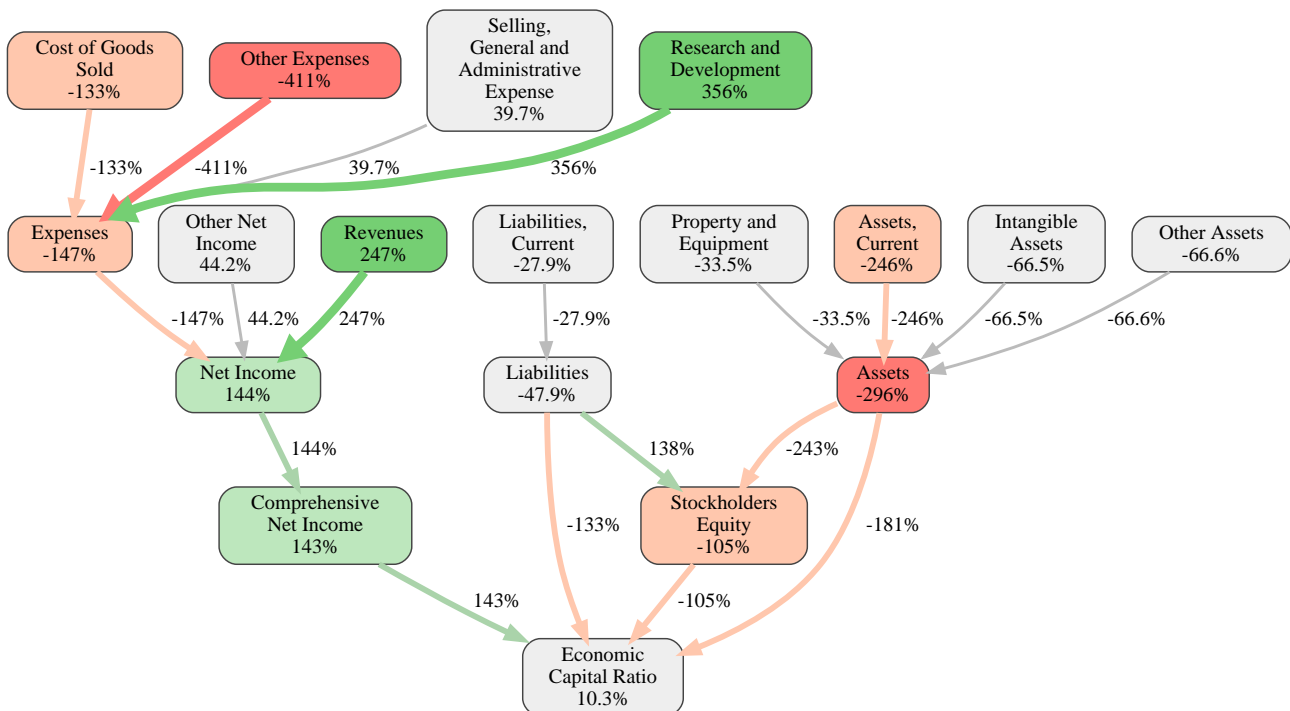 Cost of Goods
Sold
-133%
Other Expenses
-411%
Selling,
General and
Administrative
Expense
39.7%
Research and
Development
356%
-133%
-411%
39.7%
356%
Expenses
-147%
Other Net
Income
44.2%
Revenues
247%
Liabilities,
Current
-27.9%
Property and
Equipment
-33.5%
Assets,
Current
-246%
Intangible
Assets
-66.5%
Other Assets
-66.6%
-147%
44.2%
247%
-27.9%
-33.5%
-246%
-66.5%
-66.6%
Net Income
144%
Liabilities
-47.9%
Assets
-296%
144%
138%
-243%
Comprehensive
Net Income
143%
-133%
Stockholders
Equity
-105%
-181%
143%
-105%
Economic
Capital Ratio
10.3%